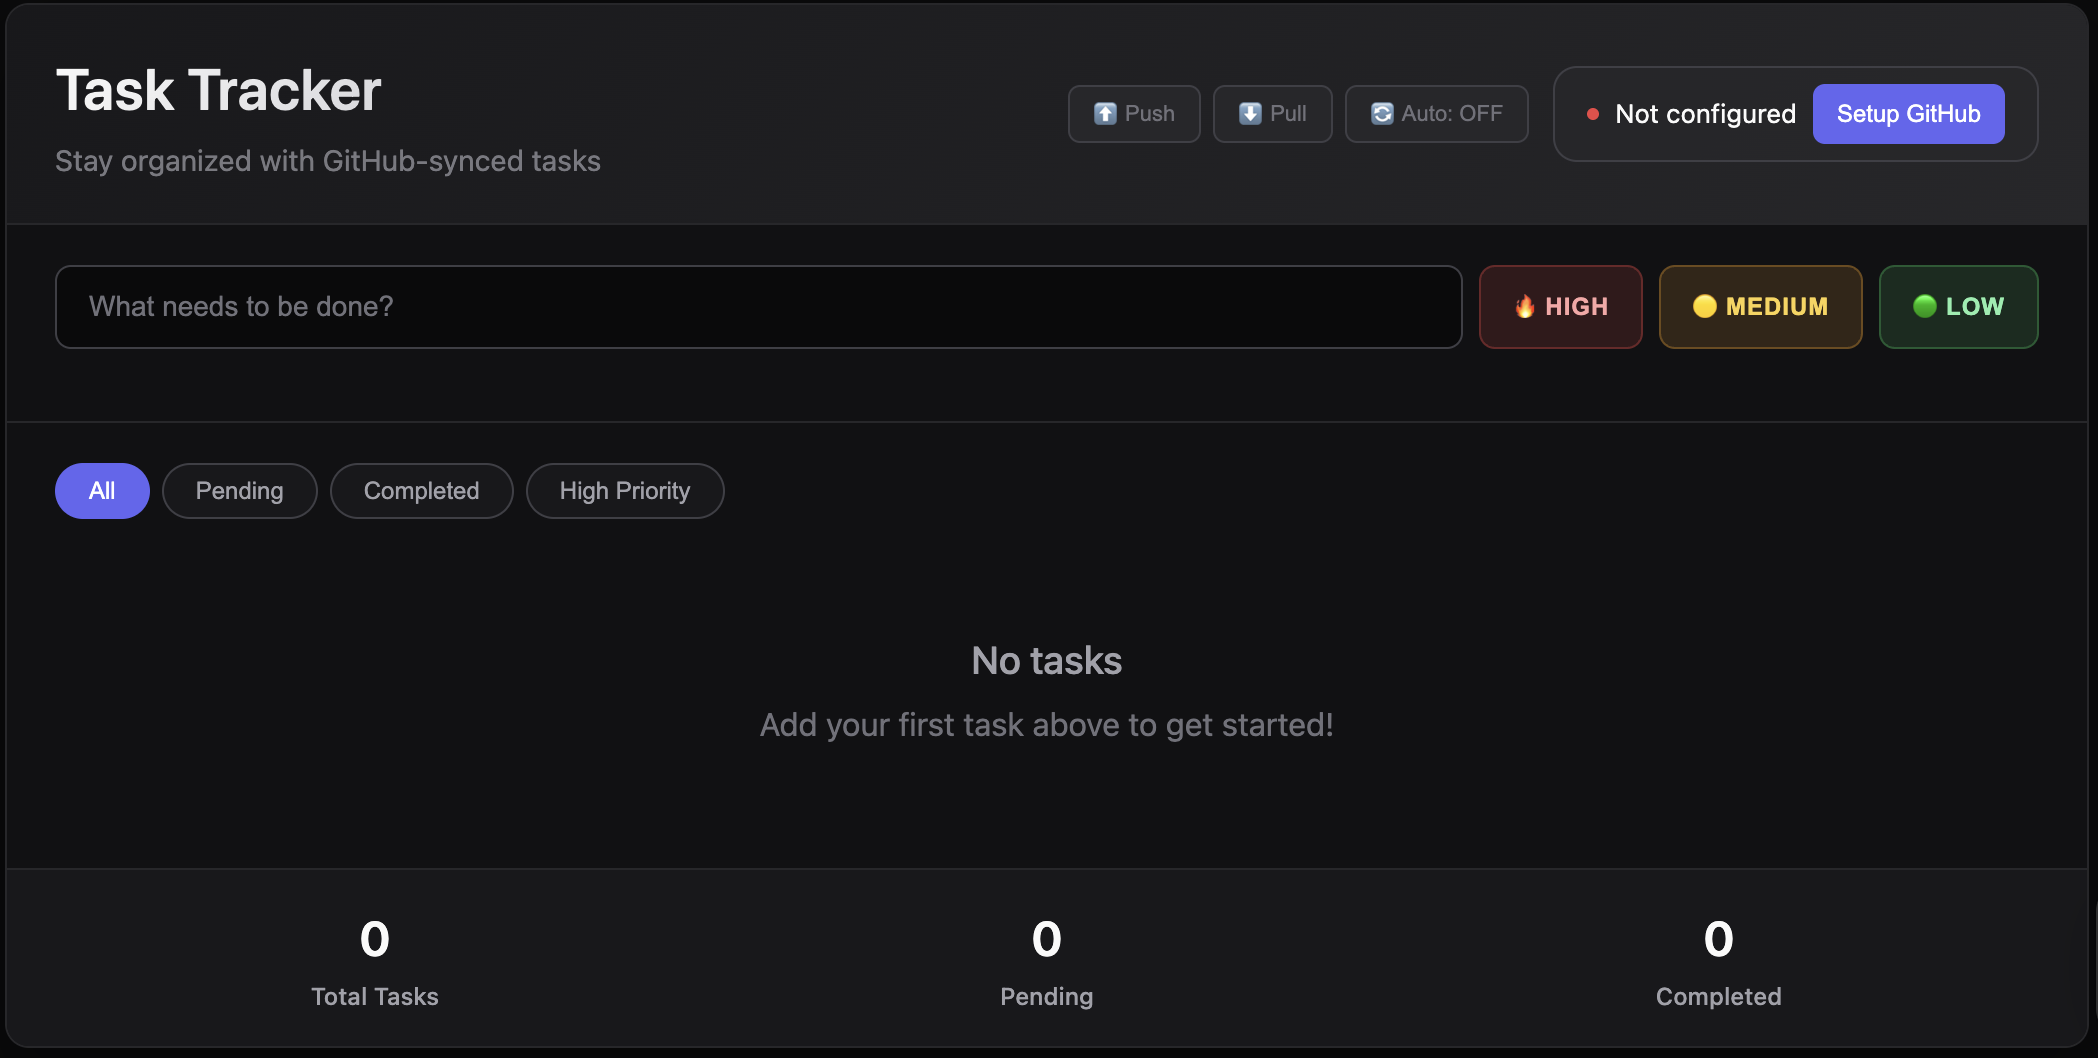 Task Tracker
Stay organized with GitHub-synced tasks
⬆️ Push
⬇️ Pull
🔄 Auto: OFF
Not configured
Setup GitHub
What needs to be done?
🔥 HIGH
🟡 MEDIUM
🟢 LOW
All
Pending
Completed
High Priority
No tasks
Add your first task above to get started!
0
Total Tasks
0
Pending
0
Completed